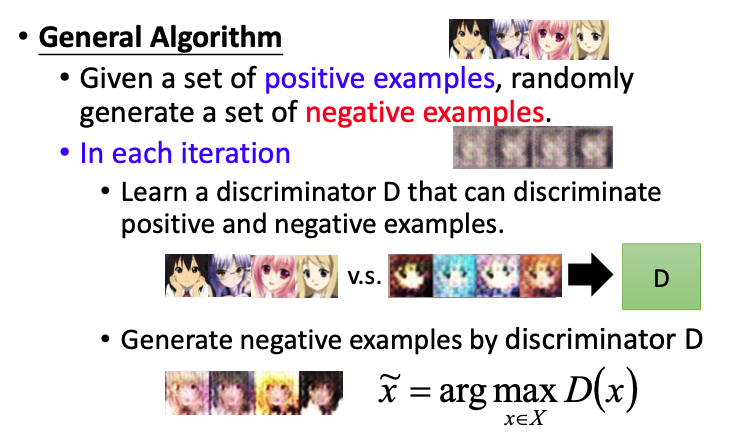 • General Algorithm
• Given a set of positive examples, randomly
generate a set of negative examples.
• In each iteration
• Learn a discriminator D that can discriminate
positive and negative examples.
v.s.
D
• Generate negative examples by discriminator D
x̃ = arg max D(x)
x∈X